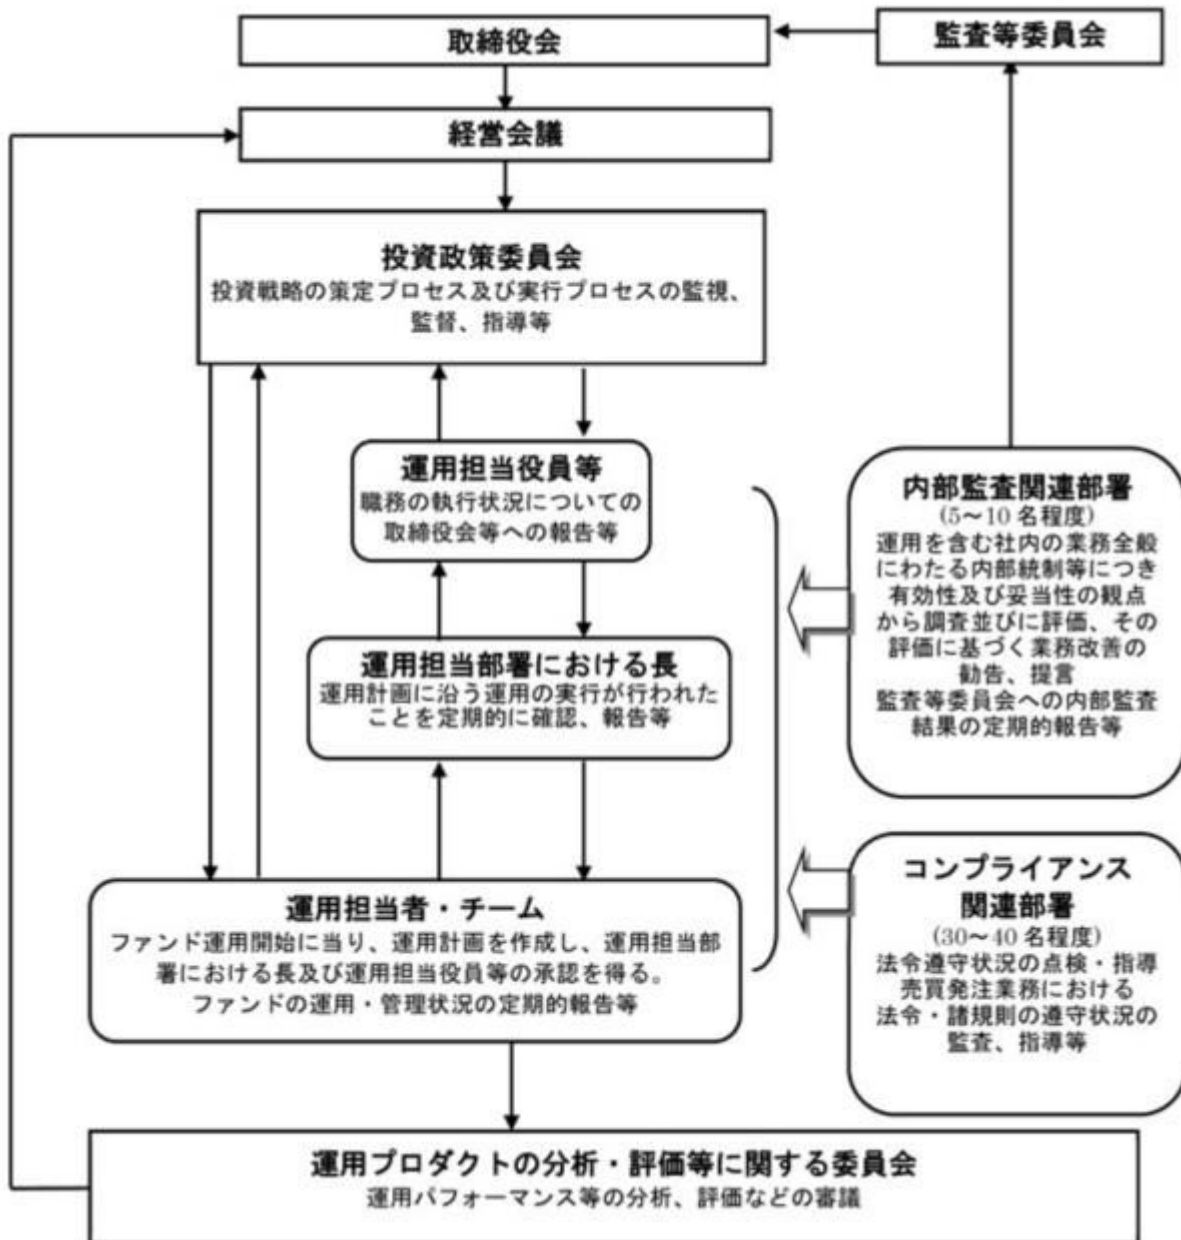 取締役会
監査等委員会
経営会議
投資政策委員会
投資戦略の策定プロセス及び実行プロセスの監視、
監督、指導等
運用担当役員等
職務の執行状況についての
取締役会等への報告等
運用担当部署における長
運用計画に沿う運用の実行が行われた
ことを定期的に確認、報告等
運用担当者・チーム
ファンド運用開始に当り、運用計画を作成し、運用担当部
署における長及び運用担当役員等の承認を得る。
ファンドの運用・管理状況の定期的報告等
内部監査関連部署
(5～10 名程度)
運用を含む社内の業務全般
にわたる内部統制等につき
有効性及び妥当性の観点
から調査並びに評価、その
評価に基づく業務改善の
勧告、提言
監査等委員会への内部監査
結果の定期的報告等
コンプライアンス
関連部署
(30～40 名程度)
法令遵守状況の点検・指導
売買発注業務における
法令・諸規則の遵守状況の
監査、指導等
運用プロダクトの分析・評価等に関する委員会
運用パフォーマンス等の分析、評価などの審議